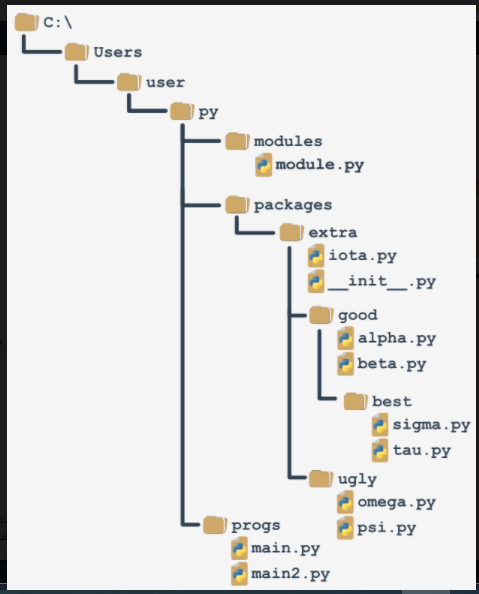 C:\
Users
user
py
modules
module.py
packages
extra
iota.py
__init__.py
good
alpha.py
beta.py
best
sigma.py
tau.py
ugly
omega.py
psi.py
progs
main.py
main2.py